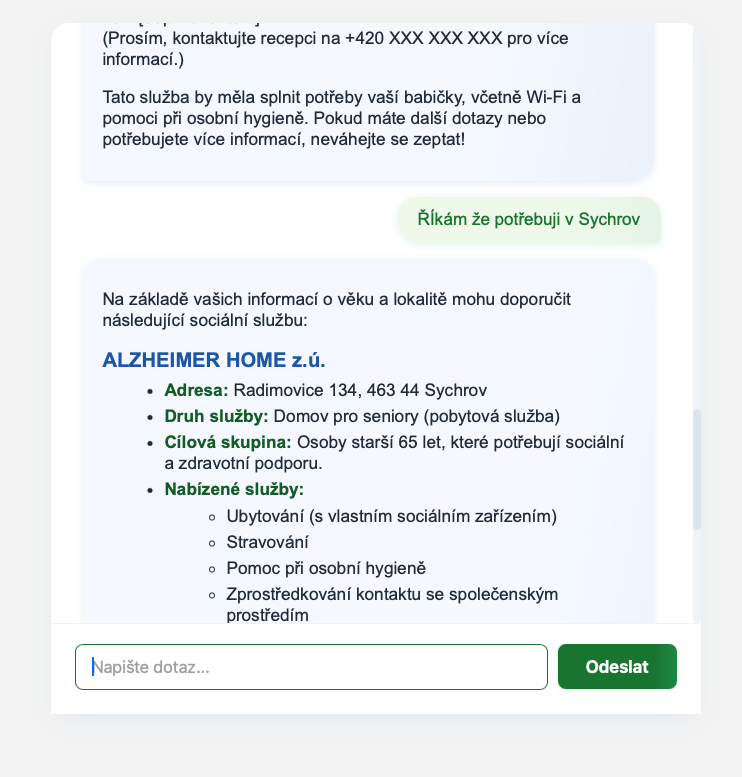 (Prosím, kontaktujte recepci na +420 XXX XXX XXX pro více
informací.)
Tato služba by měla splnit potřeby vaší babičky, včetně Wi-Fi a
pomoci při osobní hygieně. Pokud máte další dotazy nebo
potřebujete více informací, neváhejte se zeptat!
ŘÍkám že potřebuji v Sychrov
Na základě vašich informací o věku a lokalitě mohu doporučit
následující sociální službu:
ALZHEIMER HOME z.ú.
Adresa: Radimovice 134, 463 44 Sychrov
Druh služby: Domov pro seniory (pobytová služba)
Cílová skupina: Osoby starší 65 let, které potřebují sociální
a zdravotní podporu.
Nabízené služby:
Ubytování (s vlastním sociálním zařízením)
Stravování
Pomoc při osobní hygieně
Zprostředkování kontaktu se společenským
prostředím
Napište dotaz...
Odeslat